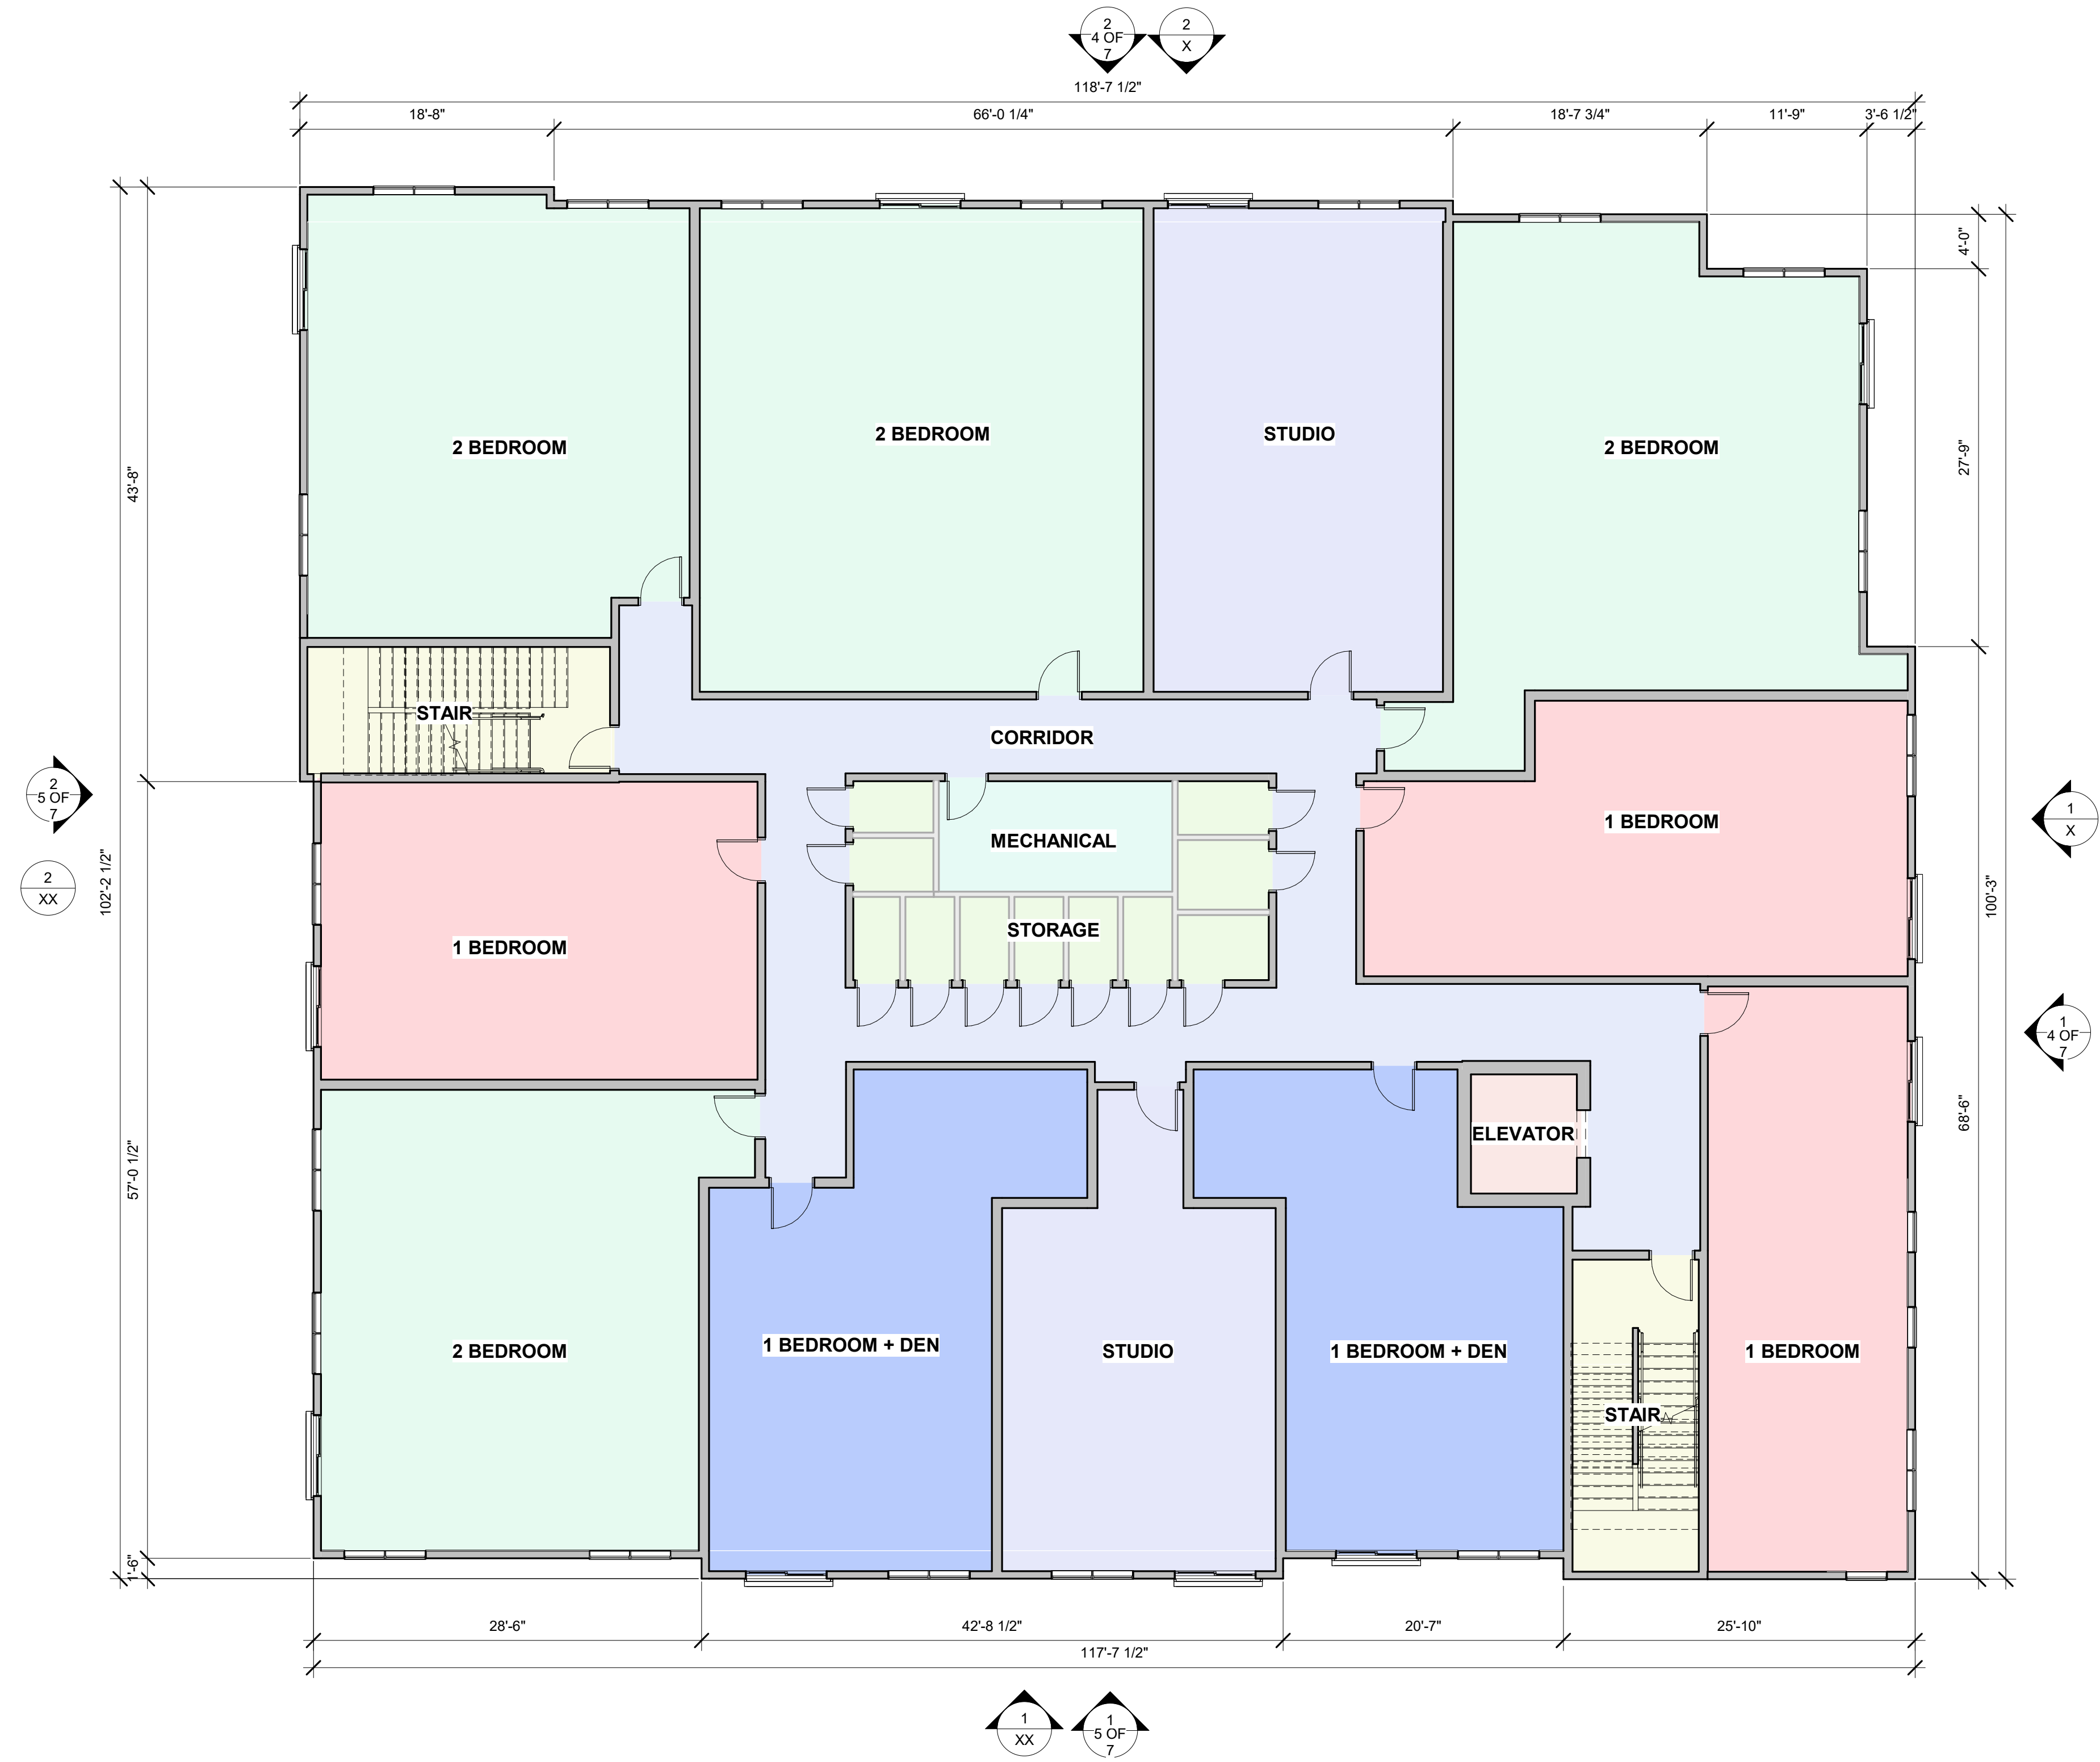 2
4 OF
7
2
X
118'-7 1/2"
18'-8"
66'-0 1/4"
18'-7 3/4"
11'-9"
3'-6 1/2"
4'-0"
43'-8"
2 BEDROOM
2 BEDROOM
STUDIO
2 BEDROOM
27'-9"
STAIR
CORRIDOR
2
5 OF
7
1 BEDROOM
1
X
MECHANICAL
2
XX
102'-2 1/2"
100'-3"
1 BEDROOM
STORAGE
1
4 OF
7
ELEVATOR
68'-6"
57'-0 1/2"
2 BEDROOM
1 BEDROOM + DEN
STUDIO
1 BEDROOM + DEN
1 BEDROOM
STAIR
1'-6"
28'-6"
42'-8 1/2"
20'-7"
25'-10"
117'-7 1/2"
1
XX
1
5 OF
7